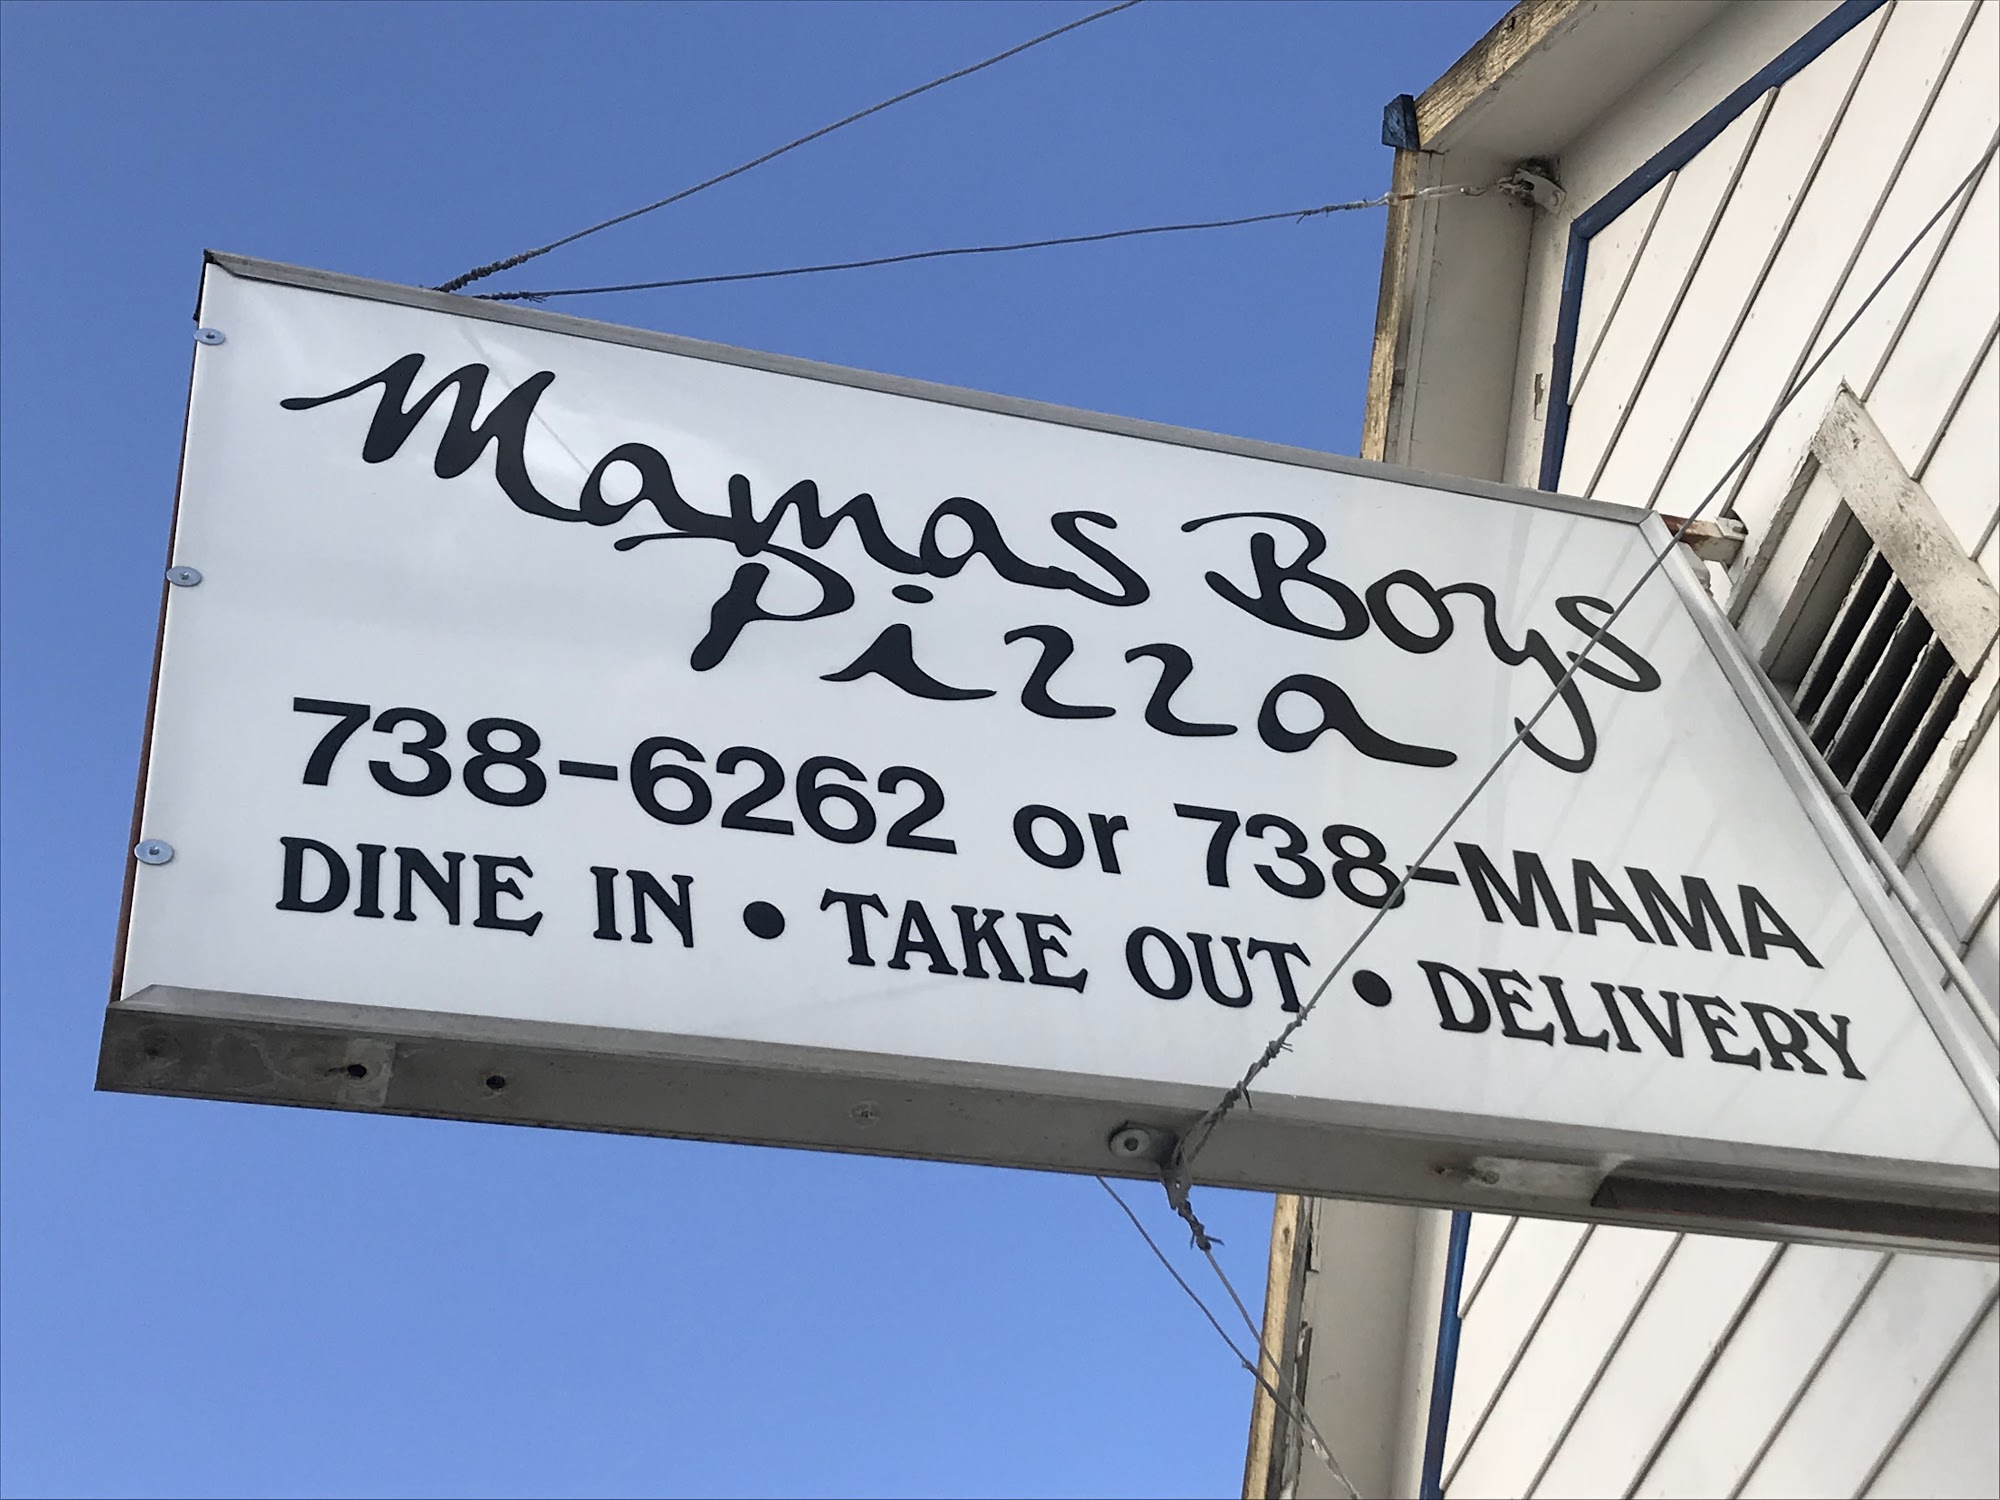 Mamas Boys
Pizza
738-6262 or 738-MAMA
DINE IN • TAKE OUT • DELIVERY